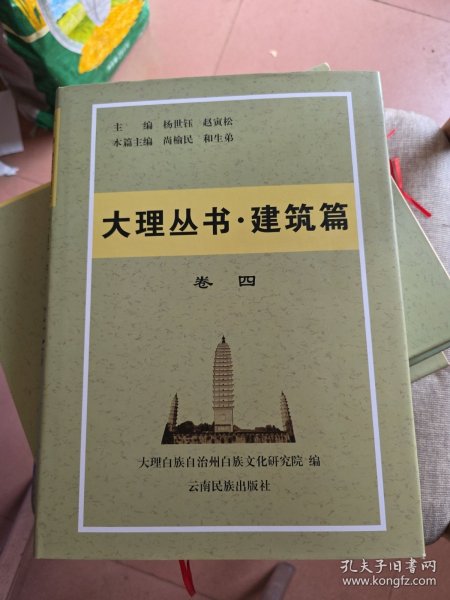 主 编 杨世钰 赵寅松
本篇主编 尚榆民 和生弟
大理丛书·建筑篇
卷 四
大理白族自治州白族文化研究院 编
云南民族出版社
孔夫子旧书网
www.kongfz.com